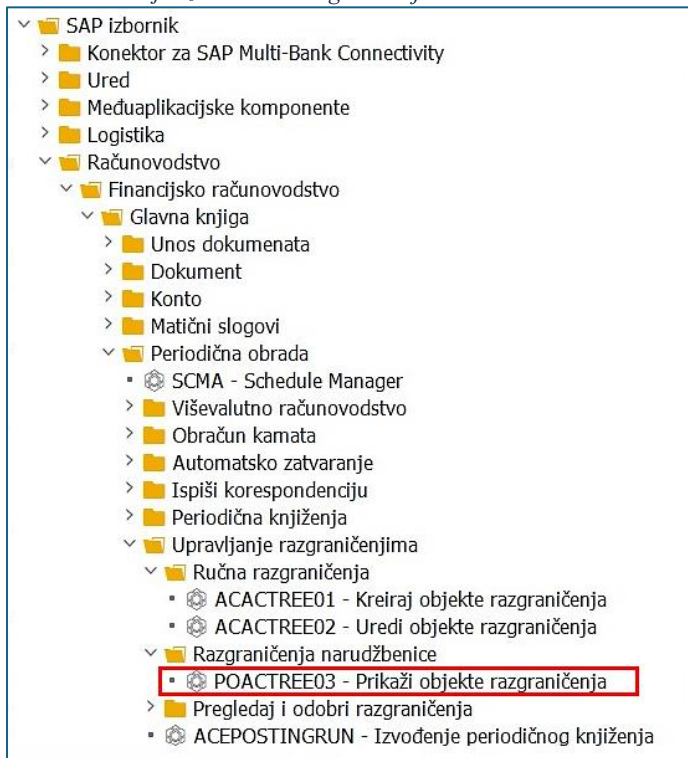 SAP izbornik
Konektor za SAP Multi-Bank Connectivity
Ured
Međuaplikacijske komponente
Logistika
Računovodstvo
Financijsko računovodstvo
Glavna knjiga
Unos dokumenata
Dokument
Konto
Matični slogovi
Periodična obrada
SCMA - Schedule Manager
Viševalutno računovodstvo
Obračun kamata
Automatsko zatvaranje
Ispiši korespondenciju
Periodična knjiženja
Upravljanje razgraničenjima
Ručna razgraničenja
ACACTREE01 - Kreiraj objekte razgraničenja
ACACTREE02 - Uredi objekte razgraničenja
Razgraničenja narudžbenice
POACTREE03 - Prikaži objekte razgraničenja
Pregledaj i odobri razgraničenja
ACEPOSTINGRUN - Izvođenje periodičnog knjiženja